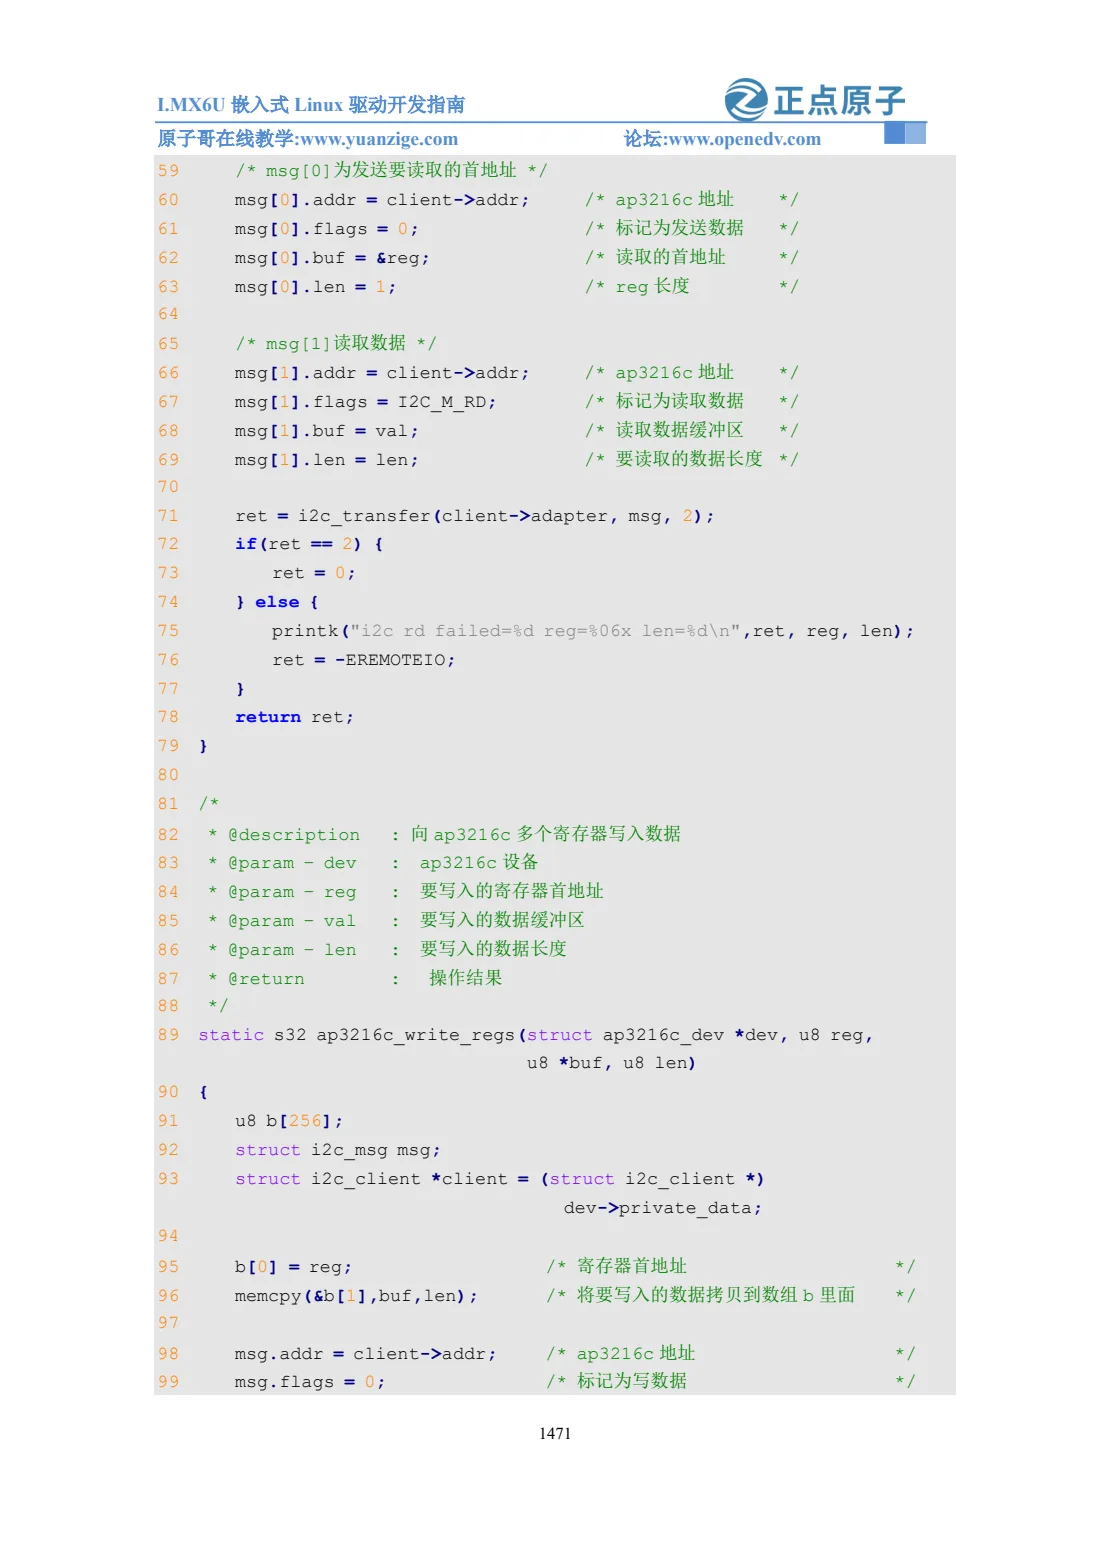 I.MX6U 嵌入式 Linux 驱动开发指南
正点原子
原子哥在线教学:www.yuanzige.com 论坛:www.openedv.com
59 /* msg[0]为发送要读取的首地址 */
60 msg[0].addr = client->addr; /* ap3216c 地址 */
61 msg[0].flags = 0; /* 标记为发送数据 */
62 msg[0].buf = &reg; /* 读取的首地址 */
63 msg[0].len = 1; /* reg 长度 */
64
65 /* msg[1]读取数据 */
66 msg[1].addr = client->addr; /* ap3216c 地址 */
67 msg[1].flags = I2C_M_RD; /* 标记为读取数据 */
68 msg[1].buf = val; /* 读取数据缓冲区 */
69 msg[1].len = len; /* 要读取的数据长度 */
70
71 ret = i2c_transfer(client->adapter, msg, 2);
72 if(ret == 2) {
73 ret = 0;
74 } else {
75 printk("i2c rd failed=%d reg=%06x len=%d\n",ret, reg, len);
76 ret = -EREMOTEIO;
77 }
78 return ret;
79 }
80
81 /*
82 * @description : 向 ap3216c 多个寄存器写入数据
83 * @param - dev : ap3216c 设备
84 * @param - reg : 要写入的寄存器首地址
85 * @param - val : 要写入的数据缓冲区
86 * @param - len : 要写入的数据长度
87 * @return : 操作结果
88 */
89 static s32 ap3216c_write_regs(struct ap3216c_dev *dev, u8 reg,
u8 *buf, u8 len)
90 {
91 u8 b[256];
92 struct i2c_msg msg;
93 struct i2c_client *client = (struct i2c_client *)
dev->private_data;
94
95 b[0] = reg; /* 寄存器首地址 */
96 memcpy(&b[1],buf,len); /* 将要写入的数据拷贝到数组 b 里面 */
97
98 msg.addr = client->addr; /* ap3216c 地址 */
99 msg.flags = 0; /* 标记为写数据 */
1471